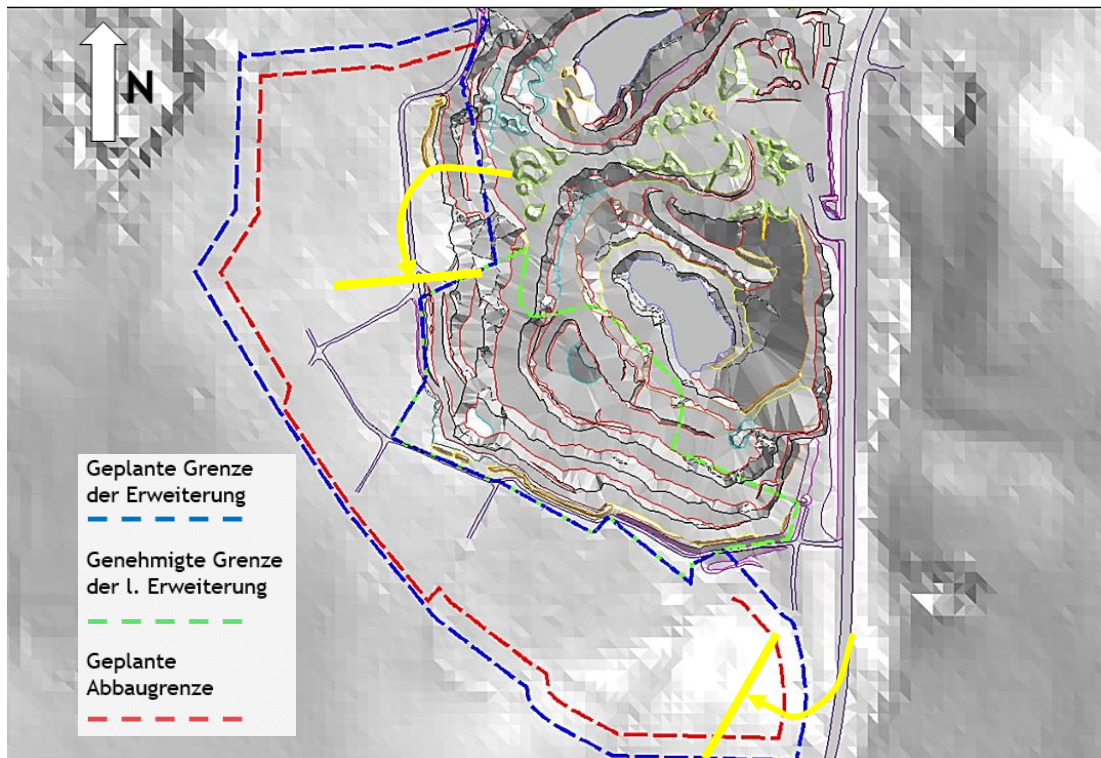 N
Geplante Grenze
der Erweiterung
Genehmigte Grenze
der l. Erweiterung
Geplante
Abbaugrenze